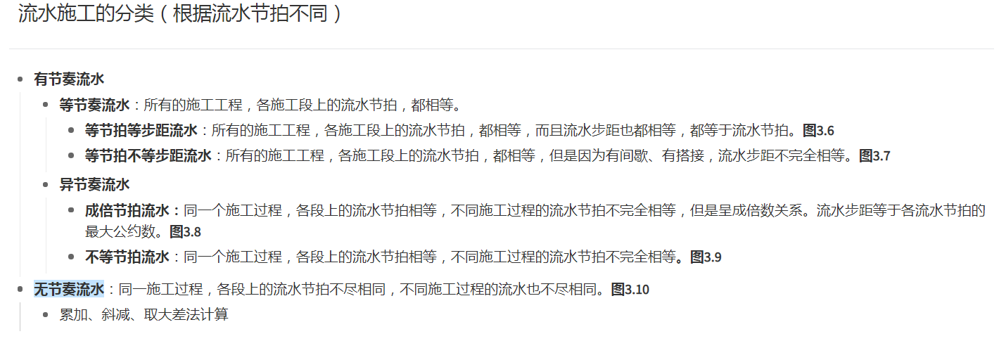 流水施工的分类（根据流水节拍不同）
有节奏流水
等节奏流水：所有的施工工程，各施工段上的流水节拍，都相等。
等节拍等步距流水：所有的施工工程，各施工段上的流水节拍，都相等，而且流水步距也都相等，都等于流水节拍。图3.6
等节拍不等步距流水：所有的施工工程，各施工段上的流水节拍，都相等，但是因为有间歇、有搭接，流水步距不完全相等。图3.7
异节奏流水
成倍节拍流水：同一个施工过程，各段上的流水节拍相等，不同施工过程的流水节拍不完全相等，但是呈成倍数关系。流水步距等于各流水节拍的
最大公约数。图3.8
不等节拍流水：同一个施工过程，各段上的流水节拍相等，不同施工过程的流水节拍不完全相等。图3.9
无节奏流水：同一施工过程，各段上的流水节拍不尽相同，不同施工过程的流水也不尽相同。图3.10
累加、斜减、取大差法计算